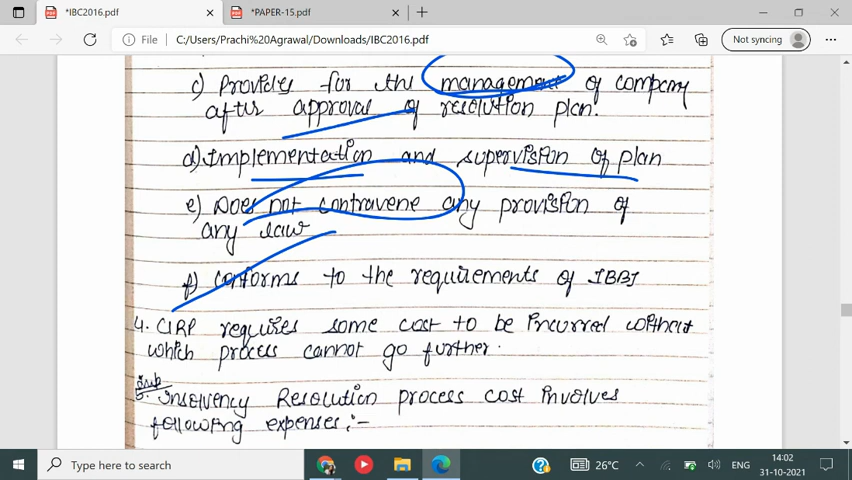 *IBC2016.pdf
*PAPER-15.pdf
File
C:/Users/Prachi%20Agrawal/Downloads/IBC2016.pdf
Not syncing
c) Provides for the management of company
after approval of resolution plan.
d) Implementation and supervision of plan
e) Does not contravene any provision of
any law
f) conforms to the requirements of IBBI
4. CIRP requires some cost to be incurred without
which process cannot go further.
Imp
5. Insolvency Resolution process cost involves
following expenses :-
Type here to search
26°C
ENG
14:02
31-10-2021